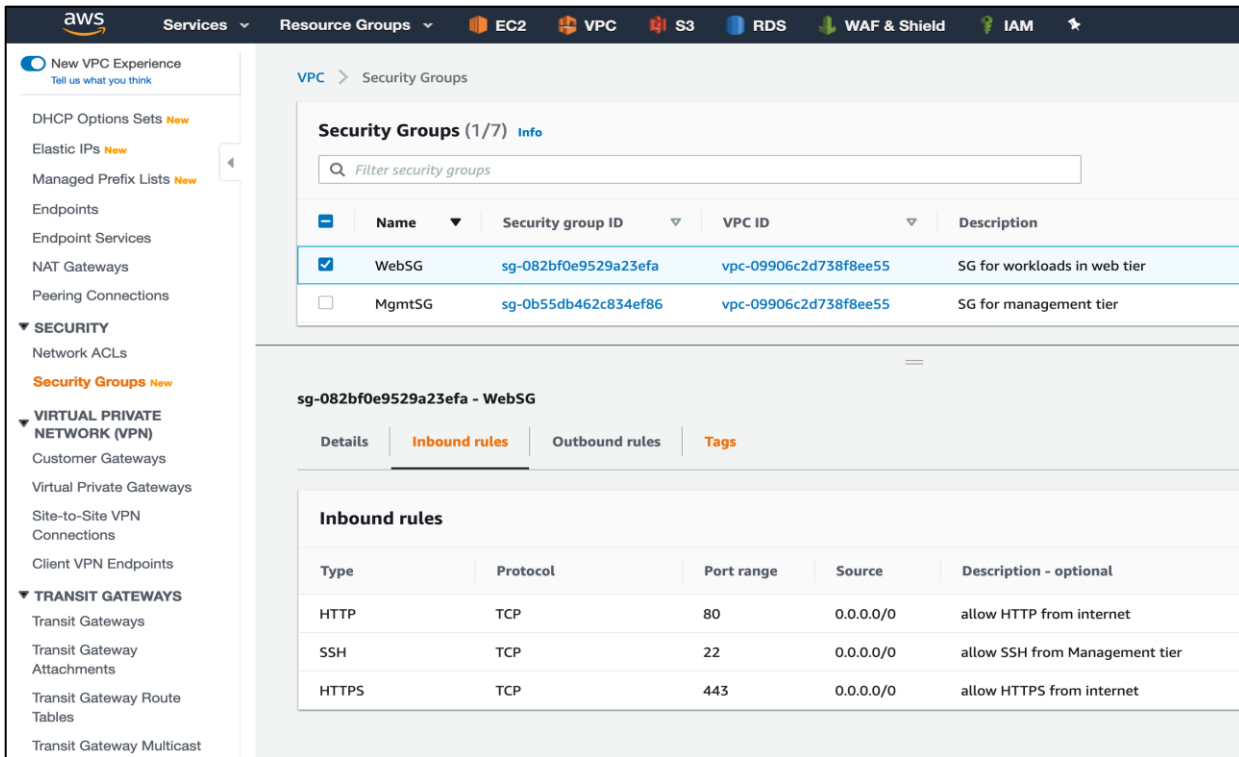 aws Services Resource Groups EC2 VPC S3 RDS WAF & Shield IAM
New VPC Experience
Tell us what you think
DHCP Options Sets New
Elastic IPs New
Managed Prefix Lists New
Endpoints
Endpoint Services
NAT Gateways
Peering Connections
SECURITY
Network ACLs
Security Groups New
VIRTUAL PRIVATE
NETWORK (VPN)
Customer Gateways
Virtual Private Gateways
Site-to-Site VPN
Connections
Client VPN Endpoints
TRANSIT GATEWAYS
Transit Gateways
Transit Gateway
Attachments
Transit Gateway Route
Tables
Transit Gateway Multicast
VPC > Security Groups
Security Groups (1/7) Info
Filter security groups
Name Security group ID VPC ID Description
WebSG sg-082bf0e9529a23efa vpc-09906c2d738f8ee55 SG for workloads in web tier
MgmtSG sg-0b55db462c834ef86 vpc-09906c2d738f8ee55 SG for management tier
sg-082bf0e9529a23efa - WebSG
Details Inbound rules Outbound rules Tags
Inbound rules
Type Protocol Port range Source Description - optional
HTTP TCP 80 0.0.0.0/0 allow HTTP from internet
SSH TCP 22 0.0.0.0/0 allow SSH from Management tier
HTTPS TCP 443 0.0.0.0/0 allow HTTPS from internet